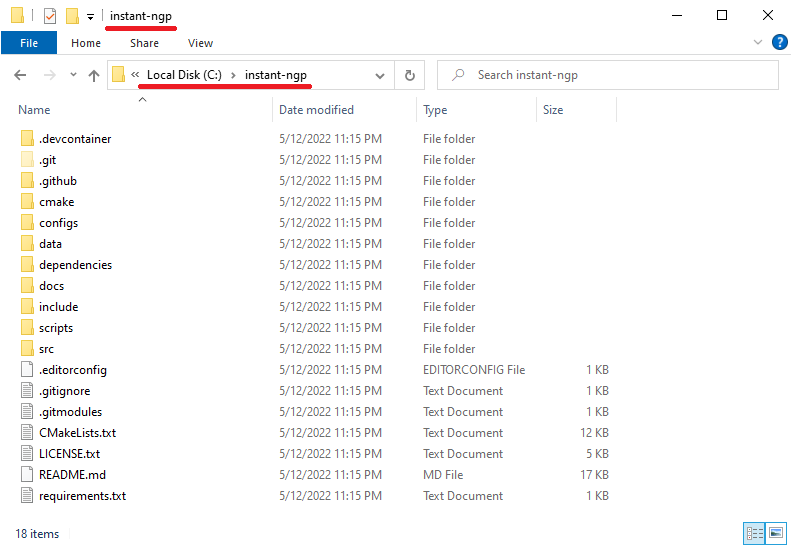 instant-ngp
File Home Share View
« Local Disk (C:) > instant-ngp Search instant-ngp
Name Date modified Type Size
.devcontainer 5/12/2022 11:15 PM File folder
.git 5/12/2022 11:15 PM File folder
.github 5/12/2022 11:15 PM File folder
cmake 5/12/2022 11:15 PM File folder
configs 5/12/2022 11:15 PM File folder
data 5/12/2022 11:15 PM File folder
dependencies 5/12/2022 11:15 PM File folder
docs 5/12/2022 11:15 PM File folder
include 5/12/2022 11:15 PM File folder
scripts 5/12/2022 11:15 PM File folder
src 5/12/2022 11:15 PM File folder
.editorconfig 5/12/2022 11:15 PM EDITORCONFIG File 1 KB
.gitignore 5/12/2022 11:15 PM Text Document 1 KB
.gitmodules 5/12/2022 11:15 PM Text Document 1 KB
CMakeLists.txt 5/12/2022 11:15 PM Text Document 12 KB
LICENSE.txt 5/12/2022 11:15 PM Text Document 5 KB
README.md 5/12/2022 11:15 PM MD File 17 KB
requirements.txt 5/12/2022 11:15 PM Text Document 1 KB
18 items